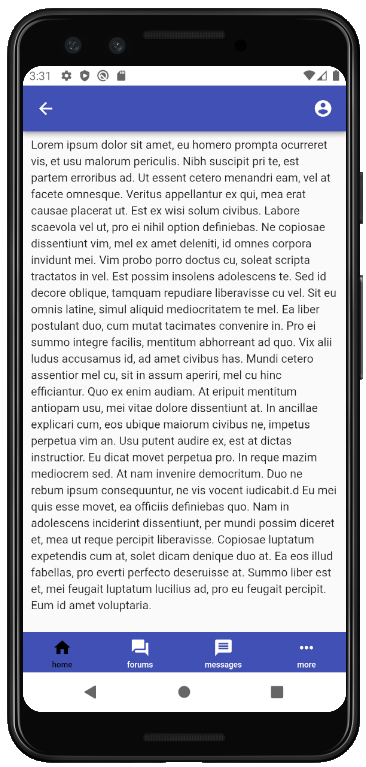 3:31
Lorem ipsum dolor sit amet, eu homero prompta ocurreret
vis, et usu malorum periculis. Nibh suscipit pri te, est
partem erroribus ad. Ut essent cetero menandri eam, vel at
facete omnesque. Veritus appellantur ex qui, mea erat
causae placerat ut. Est ex wisi solum civibus. Labore
scaevola vel ut, pro ei nihil option definiebas. Ne copiosae
dissentiunt vim, mel ex amet deleniti, id omnes corpora
invidunt mei. Vim probo porro doctus cu, soleat scripta
tractatos in vel. Est possim insolens adolescens te. Sed id
decore oblique, tamquam repudiare liberavisse cu vel. Sit eu
omnis latine, simul aliquid mediocritatem te mel. Ea liber
postulant duo, cum mutat tacimates convenire in. Pro ei
summo integre facilis, mentitum abhorreant ad quo. Vix alii
ludus accusamus id, ad amet civibus has. Mundi cetero
assentior mel cu, sit in assum aperiri, mel cu hinc
efficiantur. Quo ex enim audiam. At eripuit mentitum
antiopam usu, mei vitae dolore dissentiunt at. In ancillae
explicari cum, eos ubique maiorum civibus ne, impetus
perpetua vim an. Usu putent audire ex, est at dictas
instructior. Eu dicat movet perpetua pro. In reque mazim
mediocrem sed. At nam invenire democritum. Duo ne
rebum ipsum consequuntur, ne vis vocent iudicabit.d Eu mei
quis esse movet, ea officiis definiebas quo. Nam in
adolescens inciderint dissentiunt, per mundi possim diceret
et, mea ut reque percipit liberavisse. Copiosae luptatum
expetendis cum at, solet dicam denique duo at. Ea eos illud
fabellas, pro everti perfecto deseruisse at. Summo liber est
et, mei feugait luptatum lucilius ad, pro eu feugait percipit.
Eum id amet voluptaria.
home forums messages more